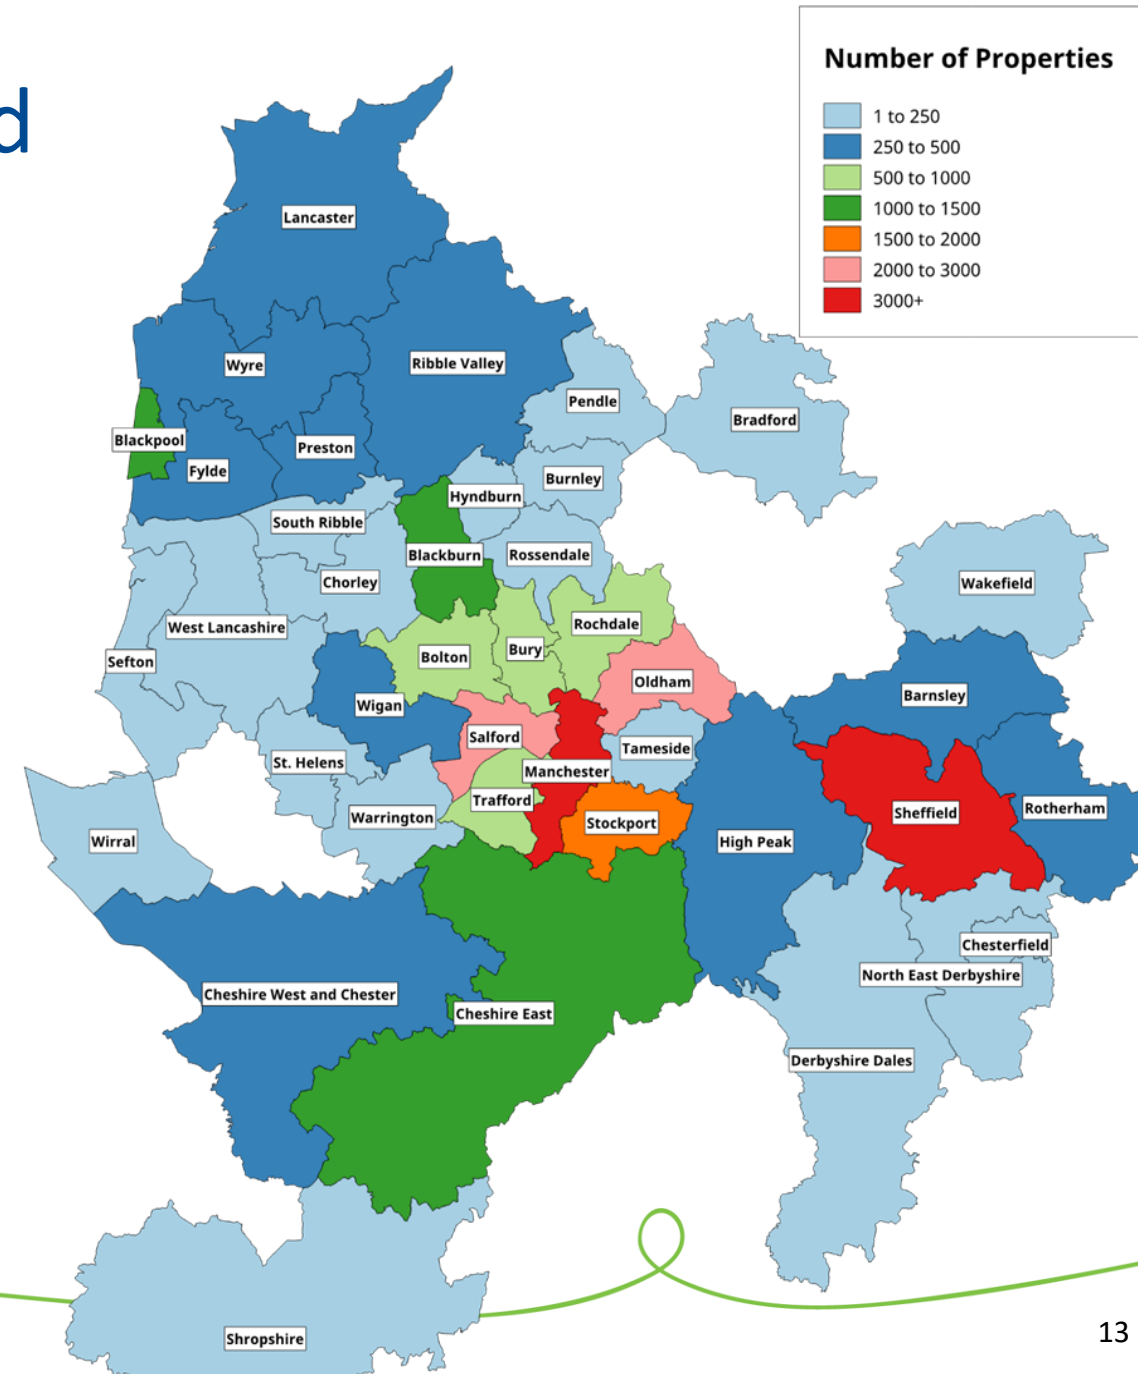 d
Number of Properties
1 to 250
250 to 500
500 to 1000
1000 to 1500
1500 to 2000
2000 to 3000
3000+
Lancaster
Wyre
Ribble Valley
Pendle
Bradford
Blackpool
Fylde
Preston
Burnley
Hyndburn
South Ribble
Blackburn
Rossendale
Chorley
Wakefield
West Lancashire
Rochdale
Sefton
Bolton
Bury
Oldham
Barnsley
Wigan
Salford
Tameside
St. Helens
Manchester
Trafford
Warrington
Stockport
Wirral
High Peak
Sheffield
Rotherham
Chesterfield
North East Derbyshire
Cheshire West and Chester
Cheshire East
Derbyshire Dales
Shropshire
13